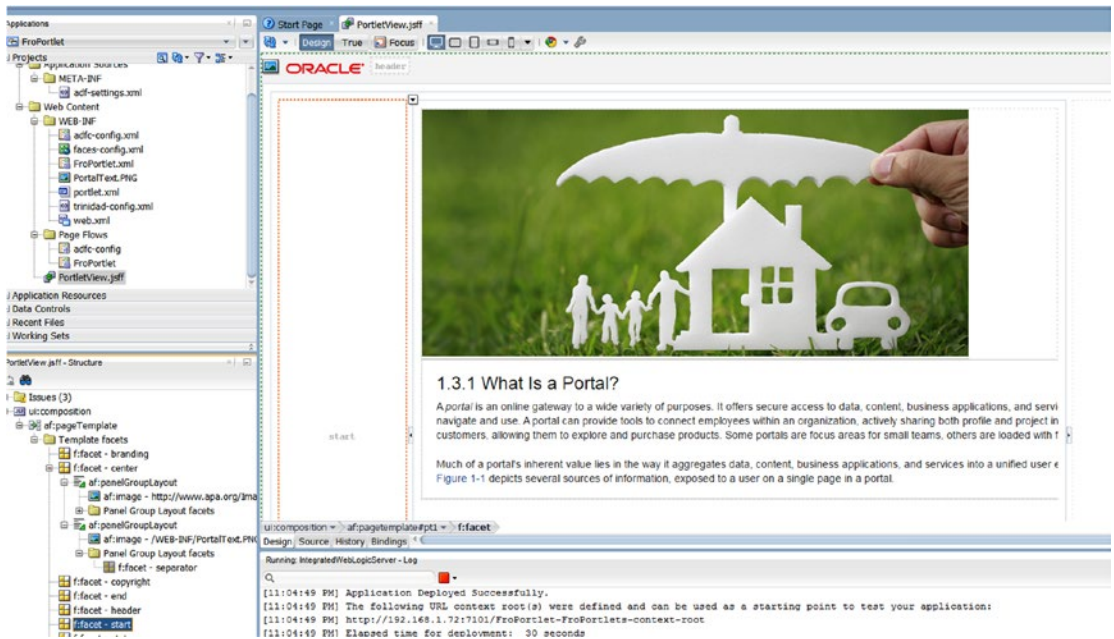 Applications
Start Page
PortletView.jsff
FroPortlet
Design
True
Focus
Projects
Application Sources
META-INF
adf-settings.xml
Web Content
WEB-INF
adfc-config.xml
faces-config.xml
FroPortlet.xml
PortalText.PNG
portlet.xml
trinidad-config.xml
web.xml
Page Flows
adfc-config
FroPortlet
PortletView.jsff
Application Resources
Data Controls
Recent Files
Working Sets
PortletView.jsff - Structure
Issues (3)
ui:composition
af:pageTemplate
Template facets
f:facet - branding
f:facet - center
af:panelGroupLayout
af:image - http://www.apa.org/Ima
Panel Group Layout facets
af:panelGroupLayout
af:image - /WEB-INF/PortalText.PNG
Panel Group Layout facets
f:facet - separator
f:facet - copyright
f:facet - end
f:facet - header
f:facet - start
ORACLE
header
start
1.3.1 What Is a Portal?
A portal is an online gateway to a wide variety of purposes. It offers secure access to data, content, business applications, and servi
navigate and use. A portal can provide tools to connect employees within an organization, actively sharing both profile and project in
customers, allowing them to explore and purchase products. Some portals are focus areas for small teams, others are loaded with f
Much of a portal's inherent value lies in the way it aggregates data, content, business applications, and services into a unified user e
Figure 1-1 depicts several sources of information, exposed to a user on a single page in a portal.
ui:composition
af:pagetemplate#pt1
f:facet
Design Source History Bindings
Running: IntegratedWebLogicServer - Log
[11:04:49 PM] Application Deployed Successfully.
[11:04:49 PM] The following URL context root(s) were defined and can be used as a starting point to test your application:
[11:04:49 PM] http://192.168.1.72:7101/FroPortlet-FroPortlets-context-root
[11:04:49 PM] Elapsed time for deployment: 30 seconds